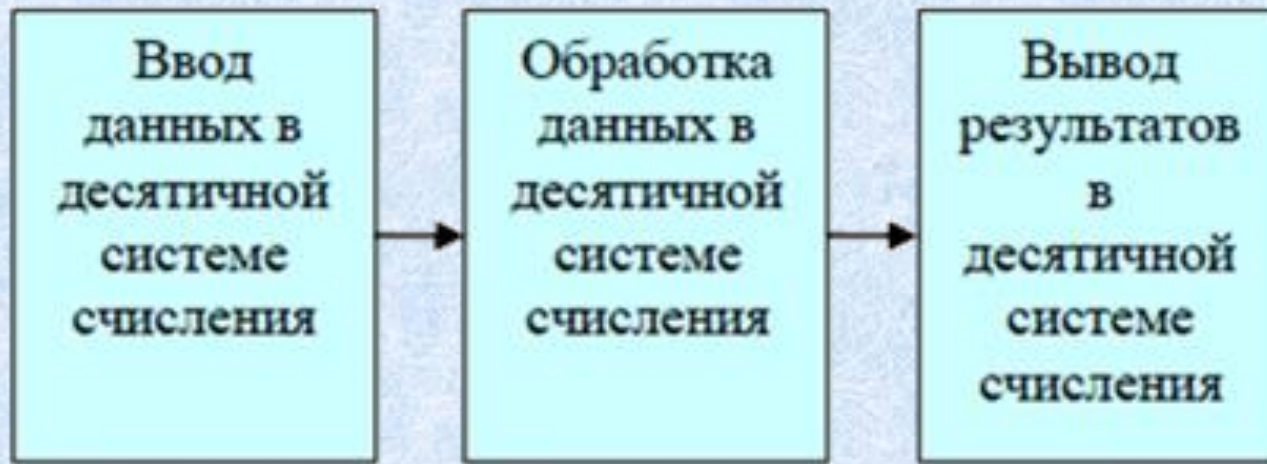 Ввод
данных в
десятичной
системе
счисления
Обработка
данных в
десятичной
системе
счисления
Вывод
результатов
в
десятичной
системе
счисления